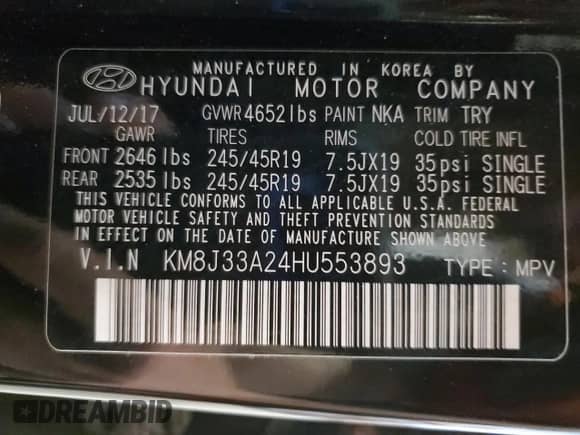 MANUFACTURED IN KOREA BY
HYUNDAI MOTOR COMPANY
JUL/12/17 GVWR 4652 lbs PAINT NKA TRIM TRY
GAWR TIRES RIMS COLD TIRE INFL
FRONT 2646 lbs 245/45R19 7.5JX19 35psi SINGLE
REAR 2535 lbs 245/45R19 7.5JX19 35psi SINGLE
THIS VEHICLE CONFORMS TO ALL APPLICABLE U.S.A. FEDERAL
MOTOR VEHICLE SAFETY AND THEFT PREVENTION STANDARDS
IN EFFECT ON THE DATE OF MANUFACTURE SHOWN ABOVE.
V.I.N KM8J33A24HU553893 TYPE : MPV
DREAMBID